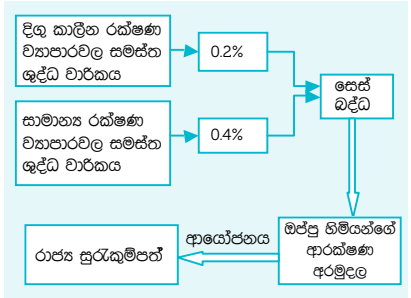 දිගු කාලීන රක්ෂණ
ව්‍යාපාරවල සමස්ත
ශුද්ධ වාරිකය
0.2%
සෙස්
බද්ධ
සාමාන්‍ය රක්ෂණ
ව්‍යාපාරවල සමස්ත
ශුද්ධ වාරිකය
0.4%
ඔප්පු හිමියන්ගේ
ආරක්ෂණ
අරමුදල
ආයෝජනය
රාජ්‍ය සුරැකුම්පත්